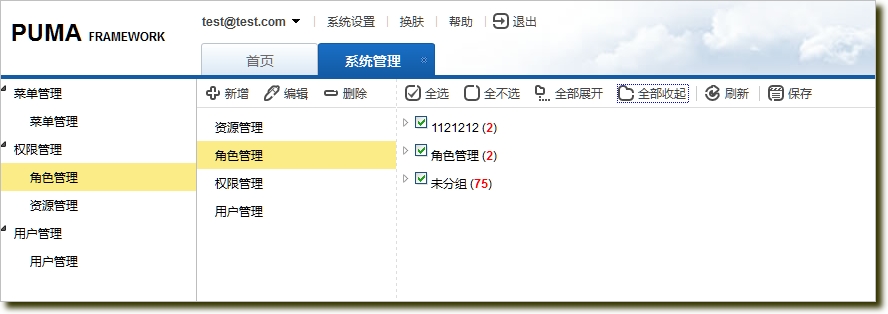 PUMA FRAMEWORK
test@test.com 系统设置 换肤 帮助 退出
首页 系统管理
菜单管理
菜单管理
权限管理
角色管理
资源管理
用户管理
用户管理
新增 编辑 删除
资源管理
角色管理
权限管理
用户管理
全选 全不选 全部展开 全部收起 刷新 保存
1121212 (2)
角色管理 (2)
未分组 (75)